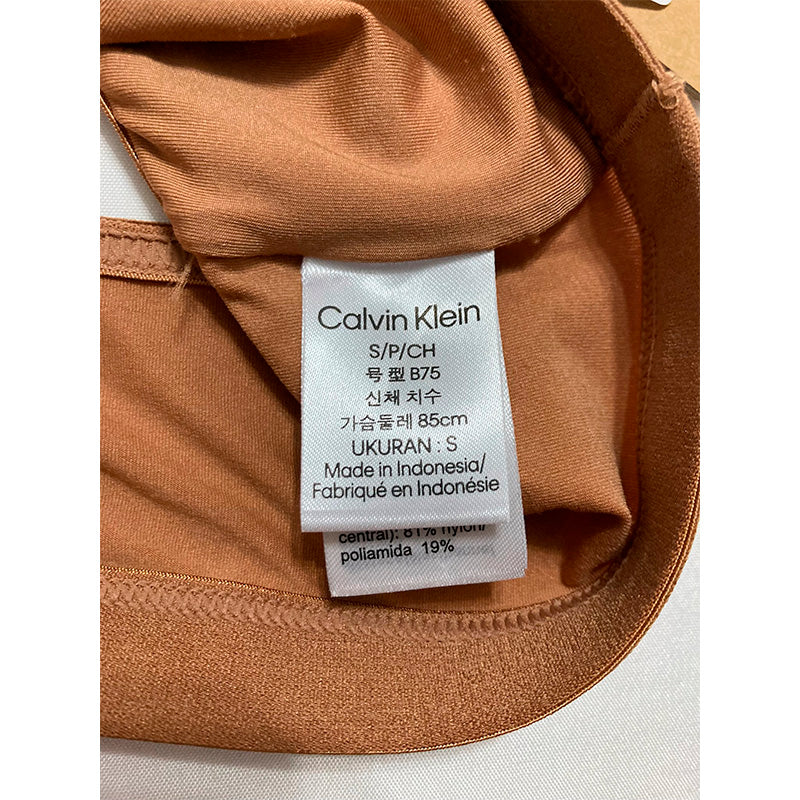 Calvin Klein
S/P/CH
号型 B75
신체 치수
가슴둘레 85cm
UKURAN : S
Made in Indonesia/
Fabriqué en Indonésie
central): 81% nylon/
poliamida 19%